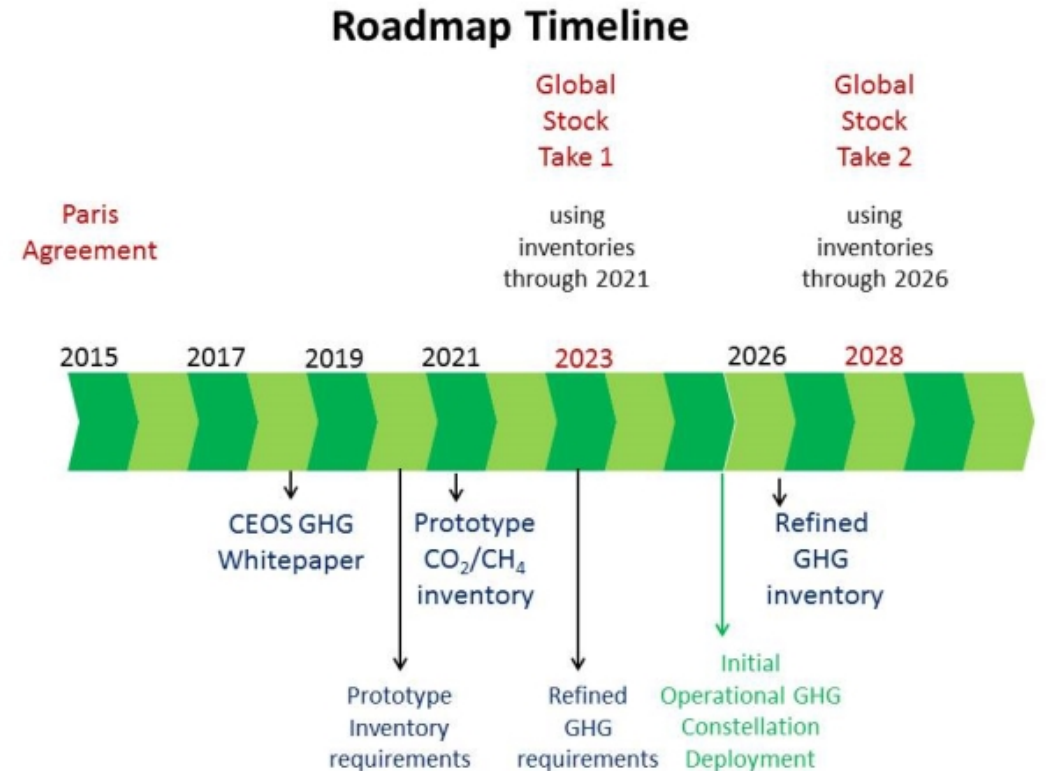 Roadmap Timeline
Global
Stock
Take 1
using
inventories
through 2021
Global
Stock
Take 2
using
inventories
through 2026
Paris
Agreement
2015
2017
2019
2021
2023
2026
2028
CEOS GHG
Whitepaper
Prototype
CO₂/CH₄
inventory
Refined
GHG
inventory
Prototype
Inventory
requirements
Refined
GHG
requirements
Initial
Operational GHG
Constellation
Deployment